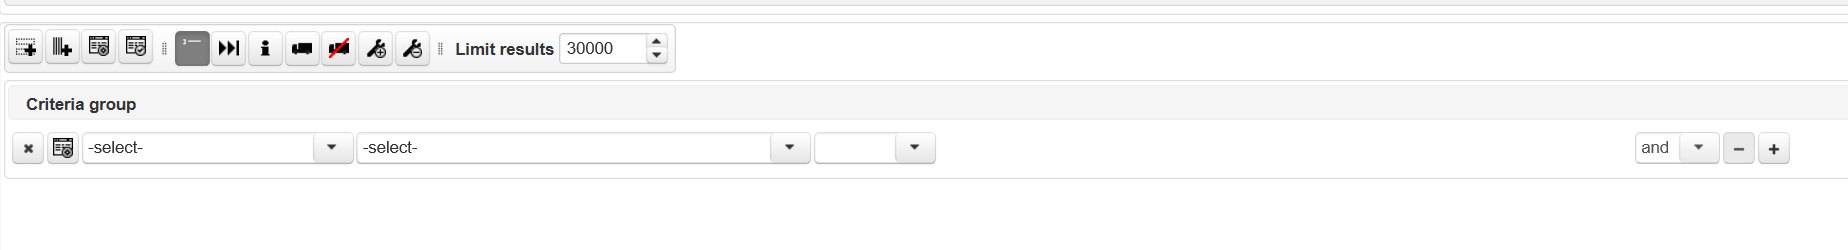 Limit results 30000
Criteria group
-select- -select- and